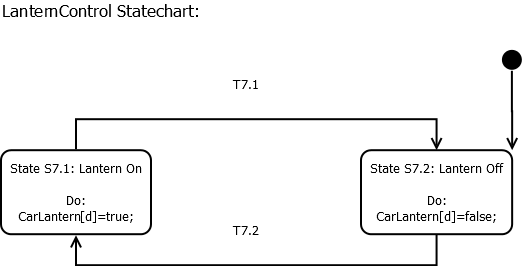 LanternControl Statechart:
T7.1
State S7.1: Lantern On
Do:
CarLantern[d]=true;
State S7.2: Lantern Off
Do:
CarLantern[d]=false;
T7.2